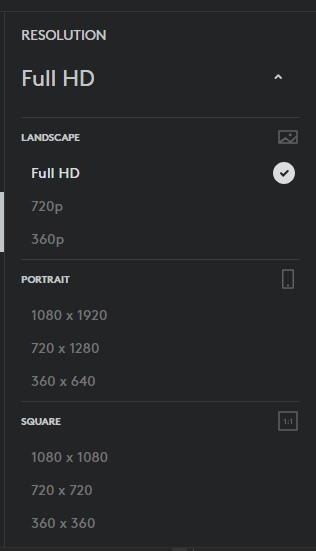 RESOLUTION
Full HD
LANDSCAPE
Full HD
720p
360p
PORTRAIT
1080 x 1920
720 x 1280
360 x 640
SQUARE
1:1
1080 x 1080
720 x 720
360 x 360